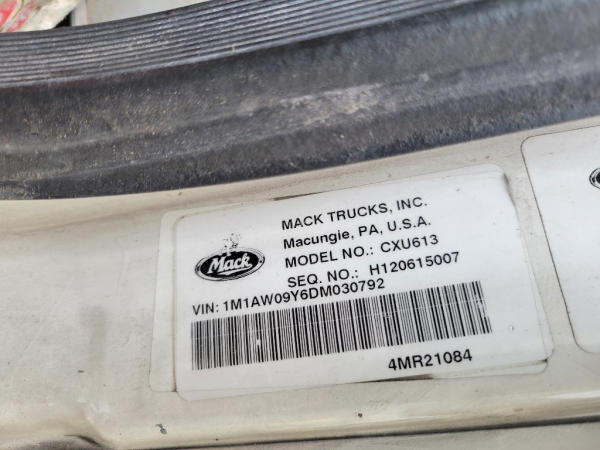 MACK TRUCKS, INC.
Macungie, PA, U.S.A.
MODEL NO.: CXU613
SEQ. NO.: H120615007
Mack
VIN: 1M1AW09Y6DM030792
4MR21084